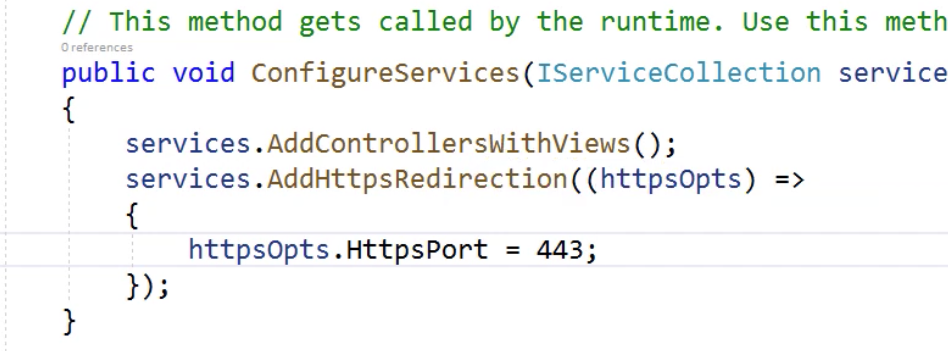 // This method gets called by the runtime. Use this meth
0 references
public void ConfigureServices(IServiceCollection service
{
services.AddControllersWithViews();
services.AddHttpsRedirection((httpsOpts) =>
{
httpsOpts.HttpsPort = 443;
});
}